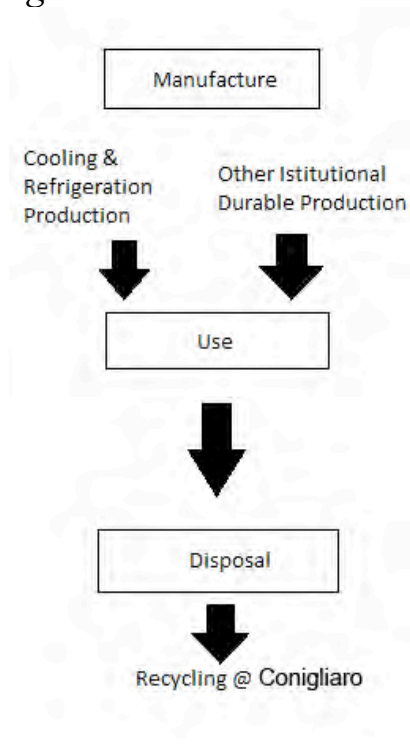 Manufacture
Cooling &
Refrigeration
Production
Other Istitutional
Durable Production
Use
Disposal
Recycling @ Conigliaro